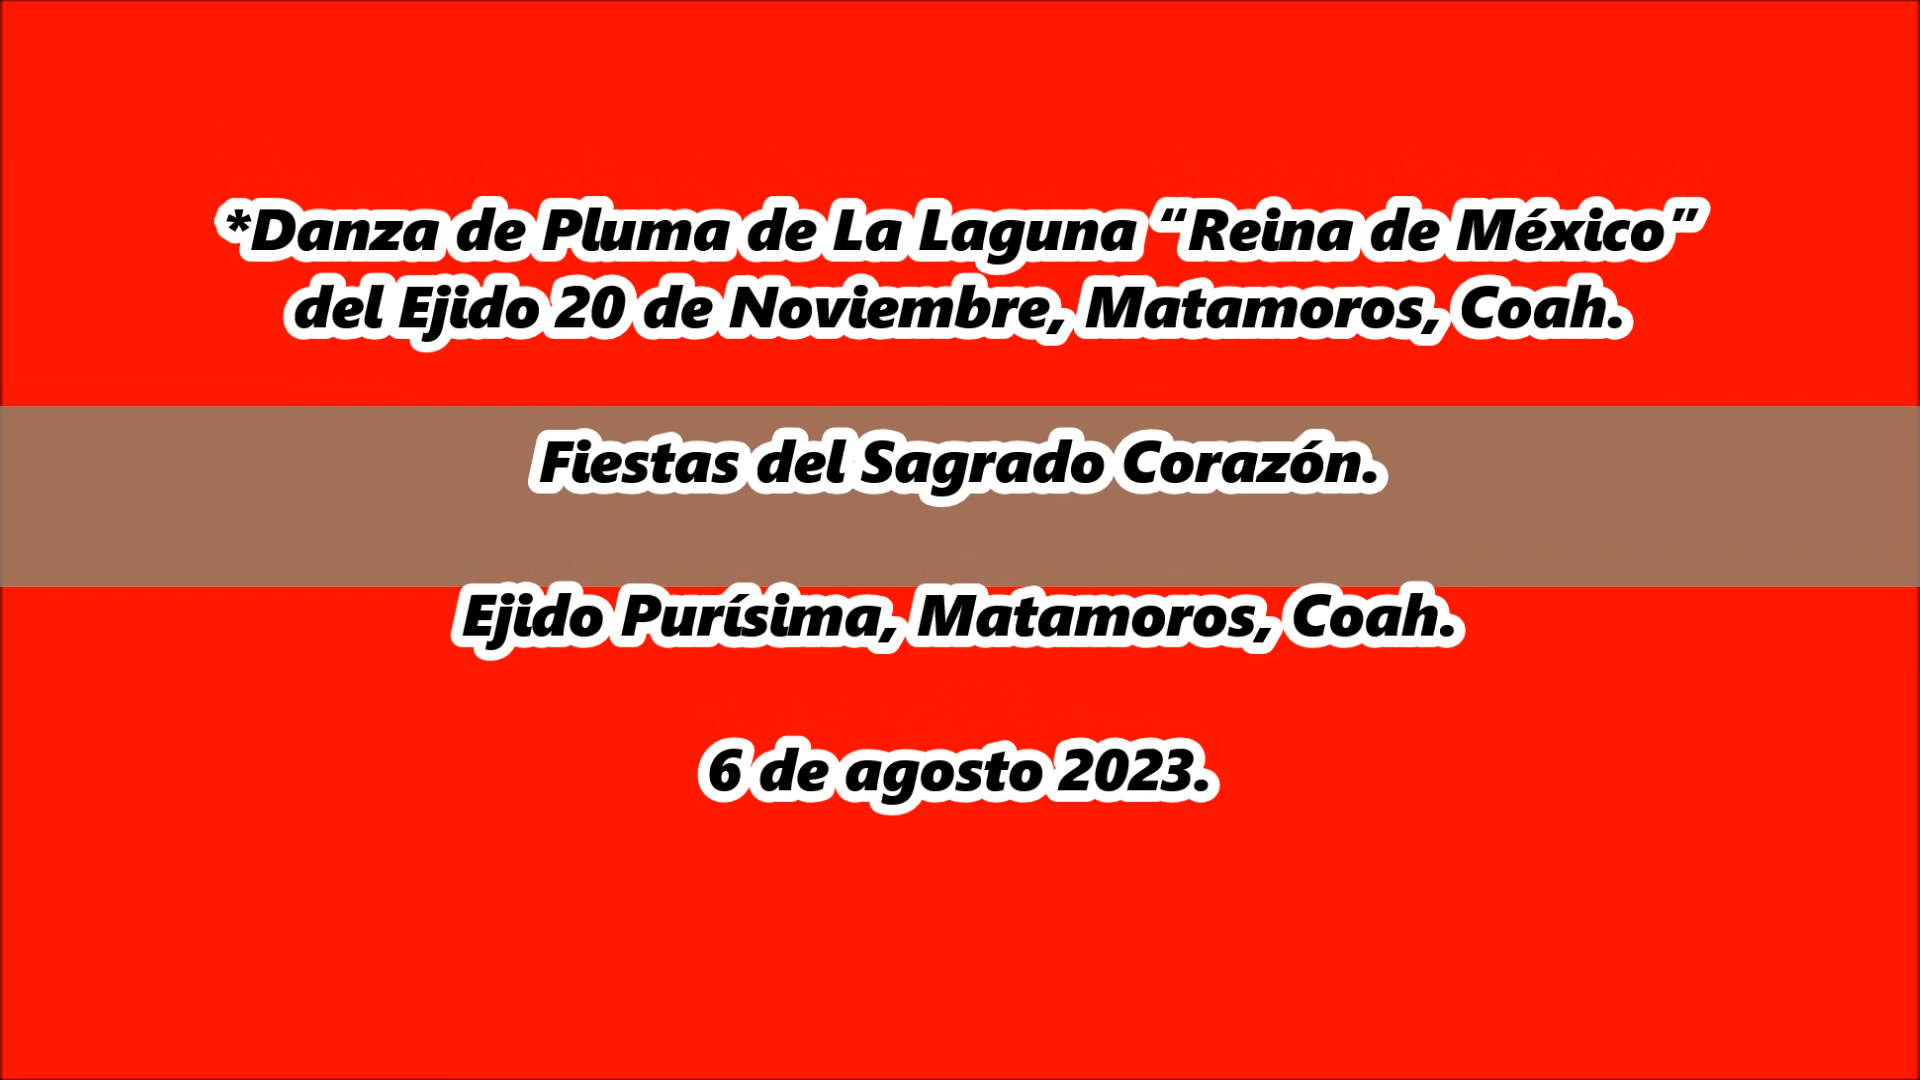 *Danza de Pluma de La Laguna “Reina de México”
del Ejido 20 de Noviembre, Matamoros, Coah.
Fiestas del Sagrado Corazón.
Ejido Purísima, Matamoros, Coah.
6 de agosto 2023.